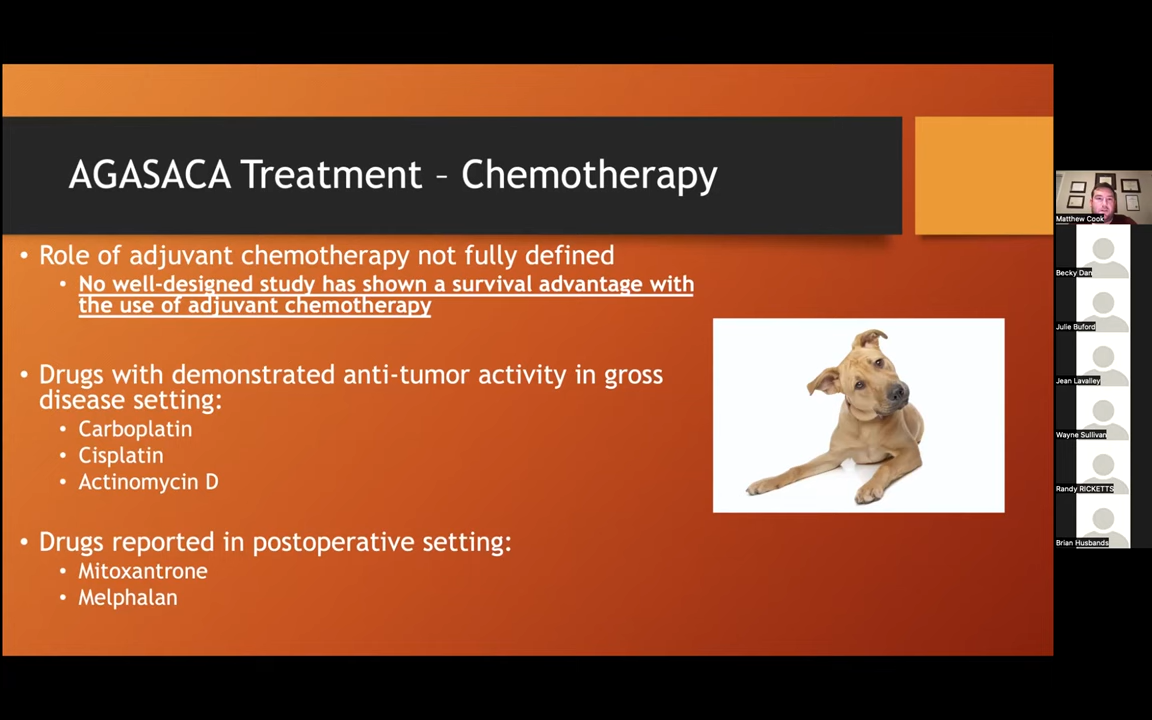 AGASACA Treatment – Chemotherapy
• Role of adjuvant chemotherapy not fully defined
• No well-designed study has shown a survival advantage with
the use of adjuvant chemotherapy
• Drugs with demonstrated anti-tumor activity in gross
disease setting:
• Carboplatin
• Cisplatin
• Actinomycin D
• Drugs reported in postoperative setting:
• Mitoxantrone
• Melphalan
Matthew Cook
Becky Dan
Julie Buford
Jean Lavalley
Wayne Sullivan
Randy RICKETTS
Brian Husbands